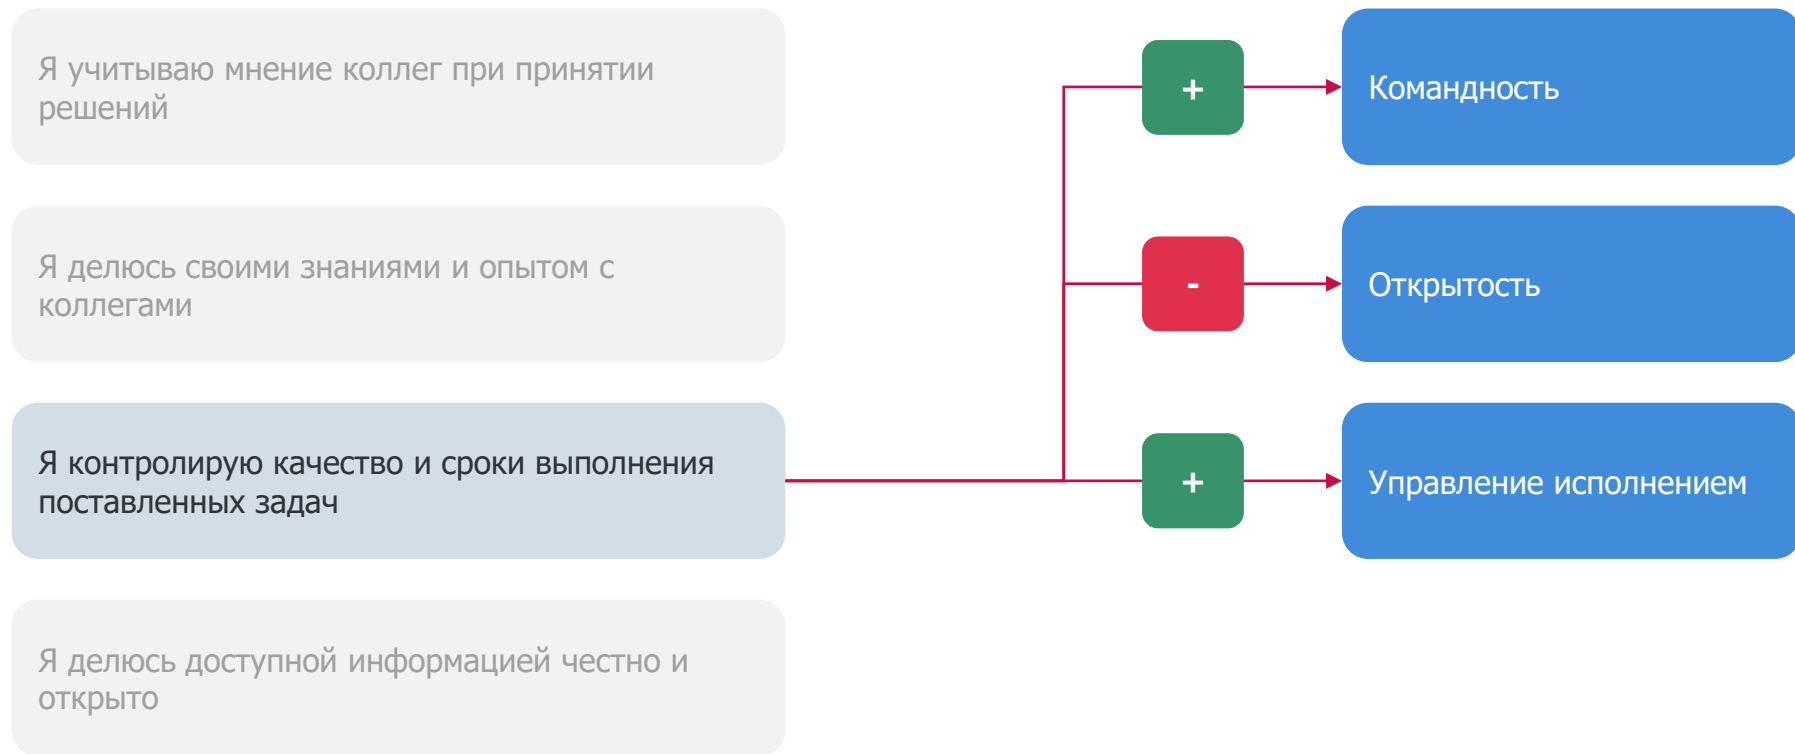 Я учитываю мнение коллег при принятии
решений
+
Командность
Я делюсь своими знаниями и опытом с
коллегами
-
Открытость
Я контролирую качество и сроки выполнения
поставленных задач
+
Управление исполнением
Я делюсь доступной информацией честно и
открыто